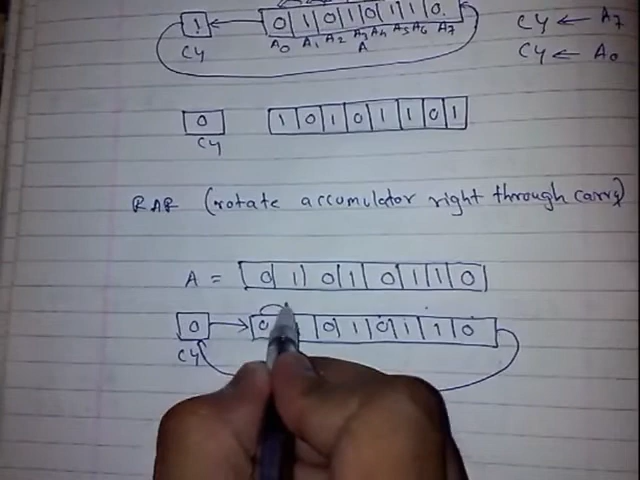 1 0 1 0 1 0 1 1 0. CY ← A7
CY A0 A1 A2 A3 A4 A5 A6 A7 CY ← A0
A
0 1 0 1 0 1 1 0 1
CY
RAR (rotate accumulator right through carry)
A = 0 1 0 1 0 1 1 0
0 0 0 1 0 1 1 0
CY